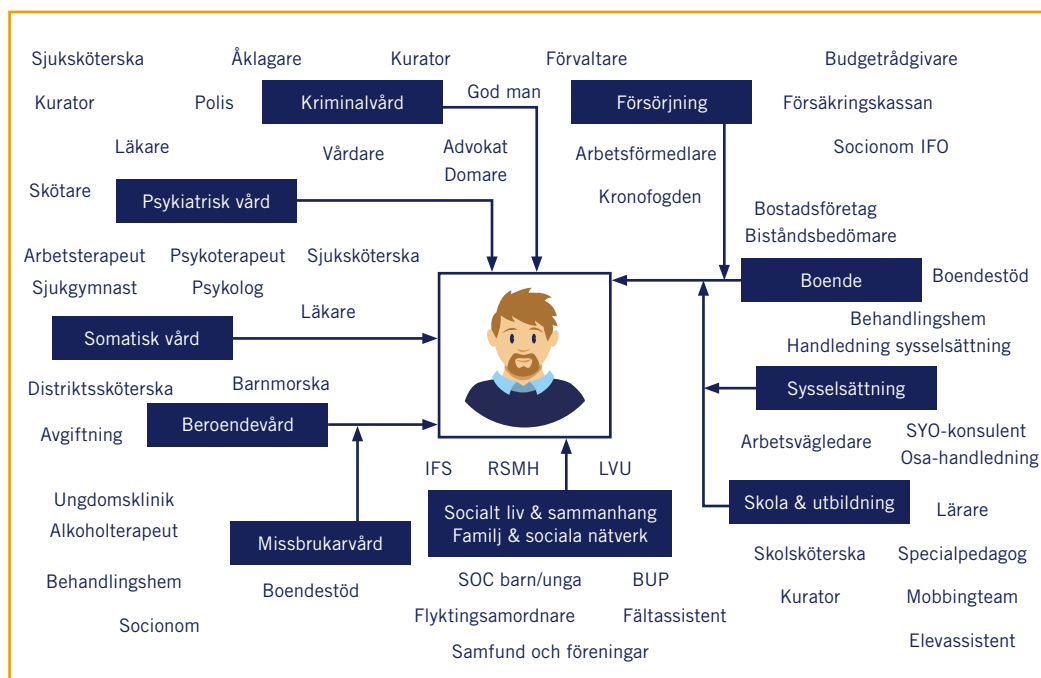 Sjuksköterska
Åklagare
Kurator
Förvaltare
Budgetrådgivare
Kurator
Polis
Kriminalvård
God man
Försörjning
Försäkringskassan
Läkare
Vårdare
Advokat
Domare
Arbetsförmedlare
Socionom IFO
Skötare
Psykiatrisk vård
Kronofogden
Bostadsföretag
Biståndsbedömare
Arbetsterapeut
Psykoterapeut
Sjuksköterska
Sjukgymnast
Psykolog
Boende
Boendestöd
Läkare
Somatisk vård
Behandlingshem
Handledning sysselsättning
Distriktssköterska
Barnmorska
Sysselsättning
Avgiftning
Beroendevård
Arbetsvägledare
SYO-konsulent
Osa-handledning
IFS
RSMH
LVU
Ungdomsklinik
Alkoholterapeut
Missbrukarvård
Socialt liv & sammanhang
Familj & sociala nätverk
Skola & utbildning
Lärare
Behandlingshem
Boendestöd
SOC barn/unga
BUP
Skolsköterska
Specialpedagog
Socionom
Flyktingsamordnare
Fältassistent
Kurator
Mobbingteam
Samfund och föreningar
Elevassistent